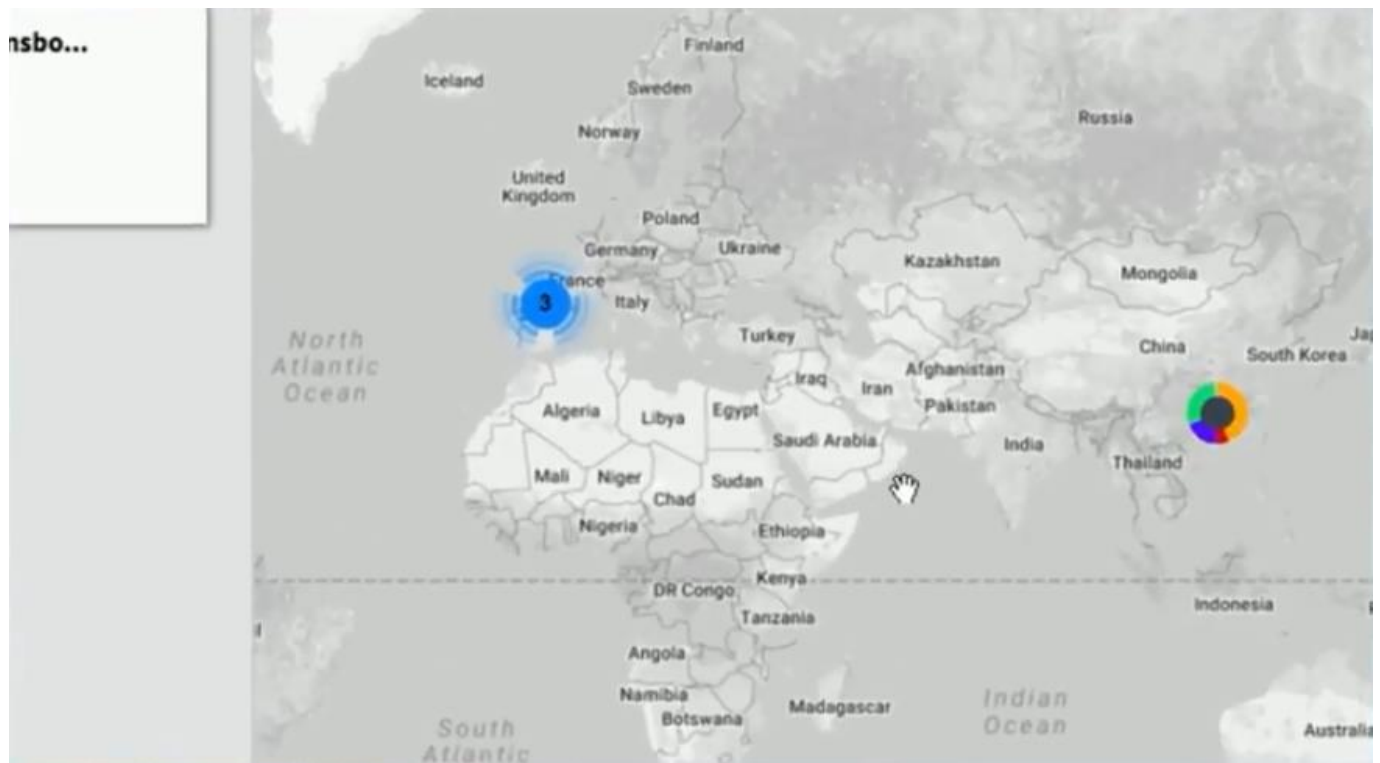 nsbo...
Finland
Iceland
Sweden
Russia
Norway
United
Kingdom
Poland
Germany
Ukraine
Kazakhstan
Mongolia
France
3
Italy
North
Atlantic
Ocean
Turkey
China
South Korea
Iraq
Iran
Afghanistan
Pakistan
Algeria
Libya
Egypt
Saudi Arabia
India
Thailand
Mali
Niger
Chad
Sudan
Nigeria
Ethiopia
DR Congo
Kenya
Indonesia
Tanzania
Angola
Namibia
Botswana
Madagascar
Indian
Ocean
South
Atlantic
Australia